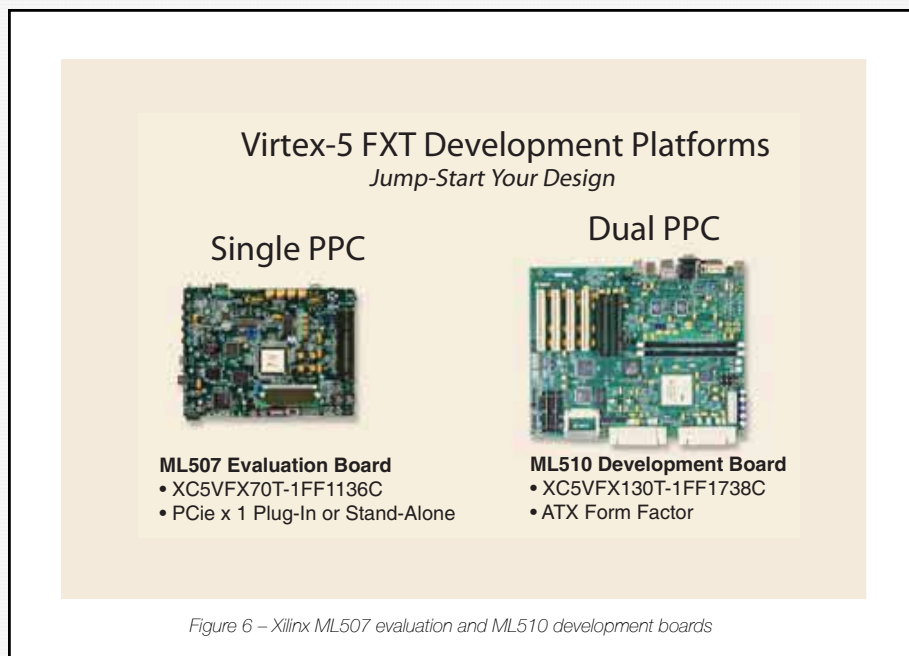 Virtex-5 FXT Development Platforms
Jump-Start Your Design
Single PPC
Dual PPC
ML507 Evaluation Board
• XC5VFX70T-1FF1136C
• PCie x 1 Plug-In or Stand-Alone
ML510 Development Board
• XC5VFX130T-1FF1738C
• ATX Form Factor
Figure 6 – Xilinx ML507 evaluation and ML510 development boards